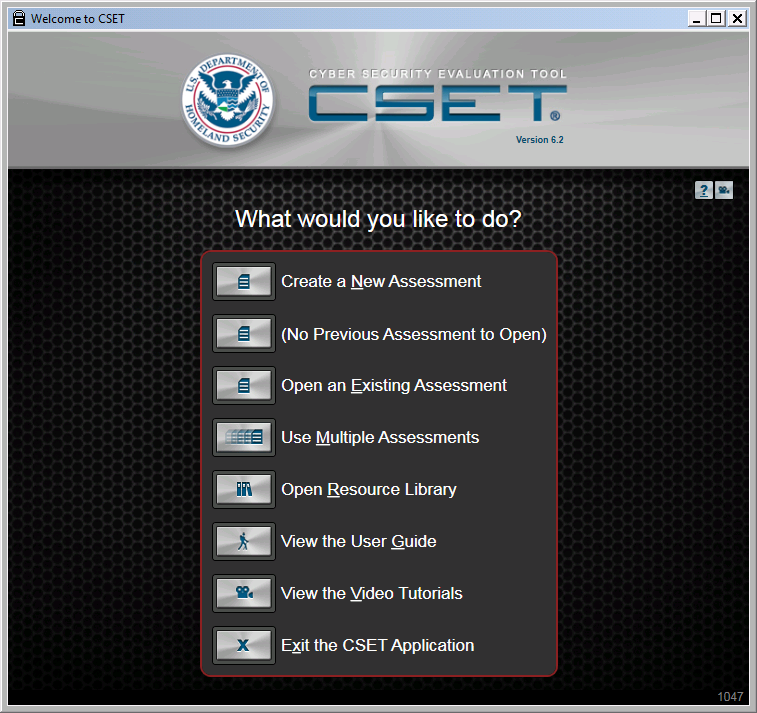 Welcome to CSET
U.S. DEPARTMENT OF
HOMELAND SECURITY
CYBER SECURITY EVALUATION TOOL
CSET®
Version 6.2
?
What would you like to do?
Create a New Assessment
(No Previous Assessment to Open)
Open an Existing Assessment
Use Multiple Assessments
Open Resource Library
View the User Guide
View the Video Tutorials
Exit the CSET Application
1047